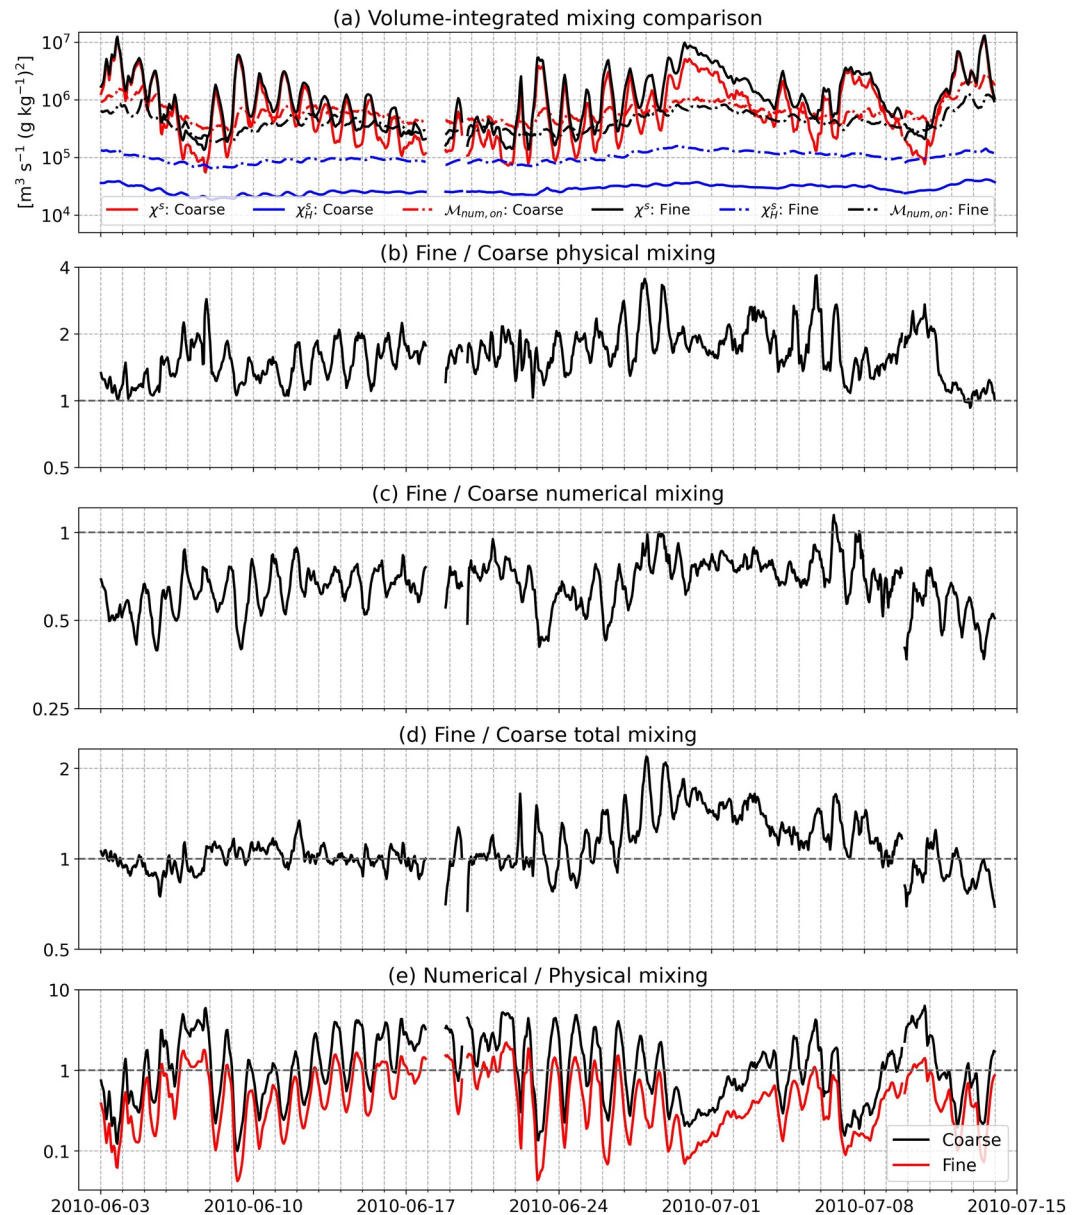 (a) Volume-integrated mixing comparison
[m³ s⁻¹ (g kg⁻¹)²]
10⁷
10⁶
10⁵
10⁴
χˢ: Coarse
χˢ_H: Coarse
ℳ_num,on: Coarse
χˢ: Fine
χˢ_H: Fine
ℳ_num,on: Fine
(b) Fine / Coarse physical mixing
4
2
1
0.5
(c) Fine / Coarse numerical mixing
1
0.5
0.25
(d) Fine / Coarse total mixing
2
1
0.5
(e) Numerical / Physical mixing
10
1
0.1
Coarse
Fine
2010-06-03 2010-06-10 2010-06-17 2010-06-24 2010-07-01 2010-07-08 2010-07-15